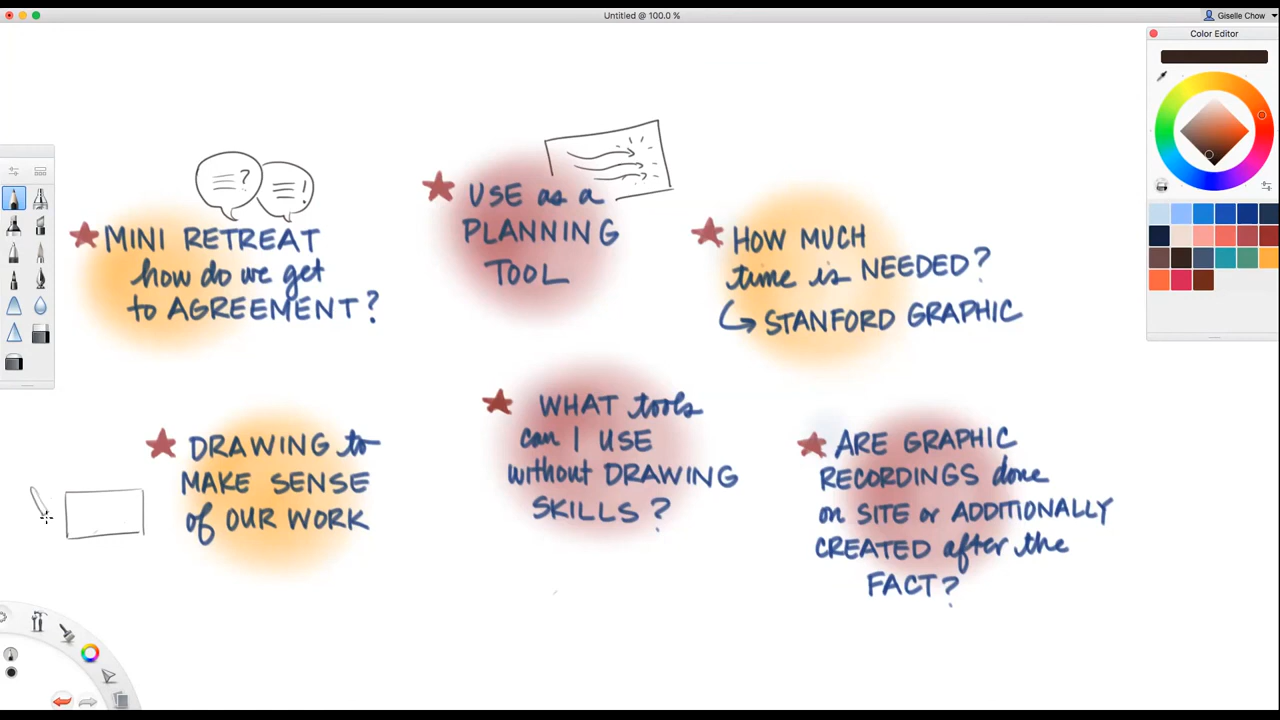 Untitled @ 100.0 %
Giselle Chow
Color Editor
? !
MINI RETREAT
how do we get
to AGREEMENT?
USE as a
PLANNING
TOOL
HOW MUCH
time is NEEDED?
↳ STANFORD GRAPHIC
DRAWING to
MAKE SENSE
of OUR WORK
WHAT tools
can I USE
without DRAWING
SKILLS?
ARE GRAPHIC
RECORDINGS done
on SITE or ADDITIONALLY
CREATED after the
FACT?